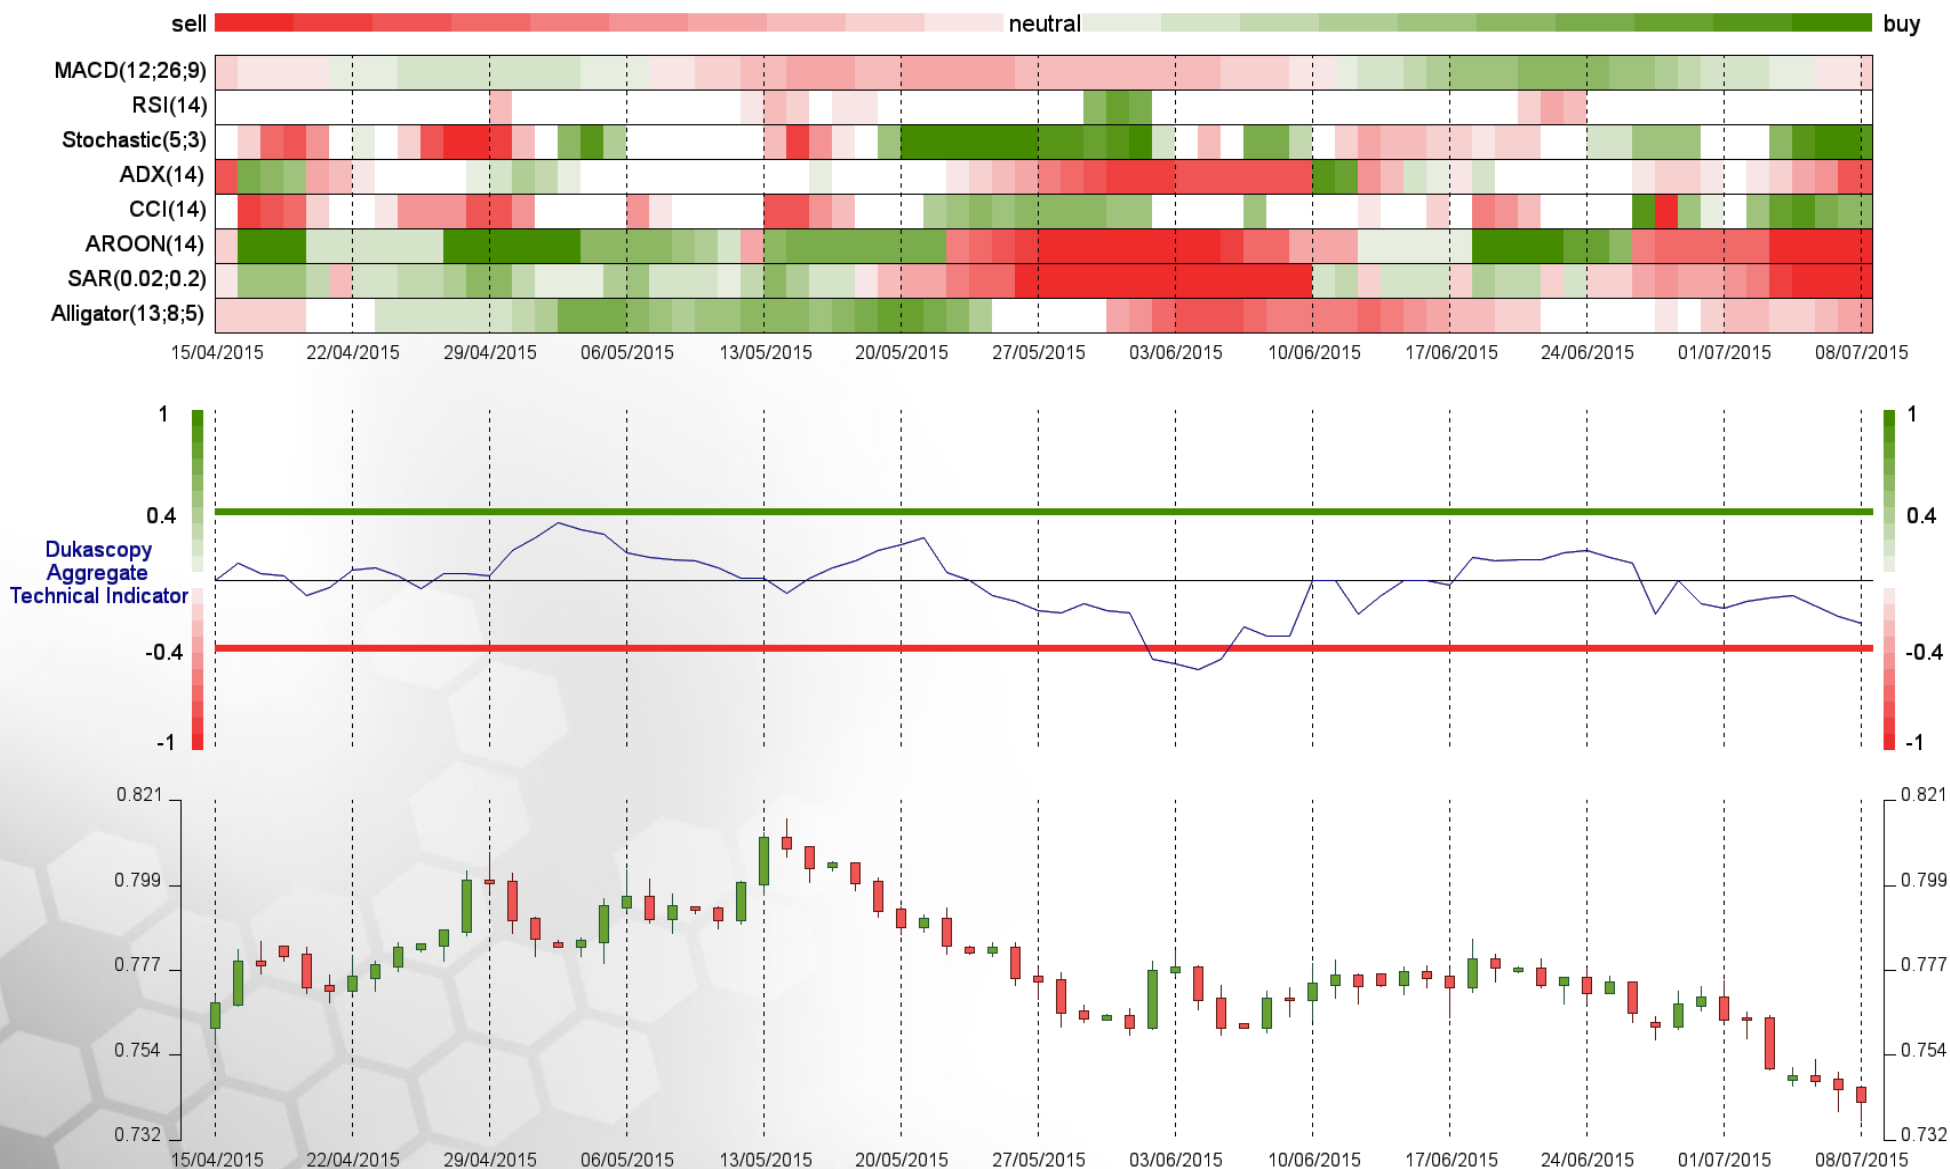 sell neutral buy
MACD(12;26;9)
RSI(14)
Stochastic(5;3)
ADX(14)
CCI(14)
AROON(14)
SAR(0.02;0.2)
Alligator(13;8;5)
15/04/2015 22/04/2015 29/04/2015 06/05/2015 13/05/2015 20/05/2015 27/05/2015 03/06/2015 10/06/2015 17/06/2015 24/06/2015 01/07/2015 08/07/2015
1 1
0.4 0.4
Dukascopy
Aggregate
Technical Indicator
-0.4 -0.4
-1 -1
0.821 0.821
0.799 0.799
0.777 0.777
0.754 0.754
0.732 0.732
15/04/2015 22/04/2015 29/04/2015 06/05/2015 13/05/2015 20/05/2015 27/05/2015 03/06/2015 10/06/2015 17/06/2015 24/06/2015 01/07/2015 08/07/2015